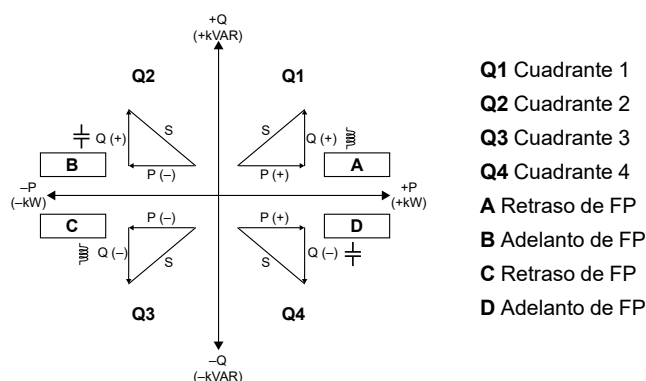 +Q
(+kVAR)
Q2
Q1
Q (+)
S
S
Q (+)
B
P (–)
P (+)
A
–P
(–kW)
+P
(+kW)
C
P (–)
P (+)
D
Q (–)
S
S
Q (–)
Q3
Q4
–Q
(–kVAR)
Q1 Cuadrante 1
Q2 Cuadrante 2
Q3 Cuadrante 3
Q4 Cuadrante 4
A Retraso de FP
B Adelanto de FP
C Retraso de FP
D Adelanto de FP